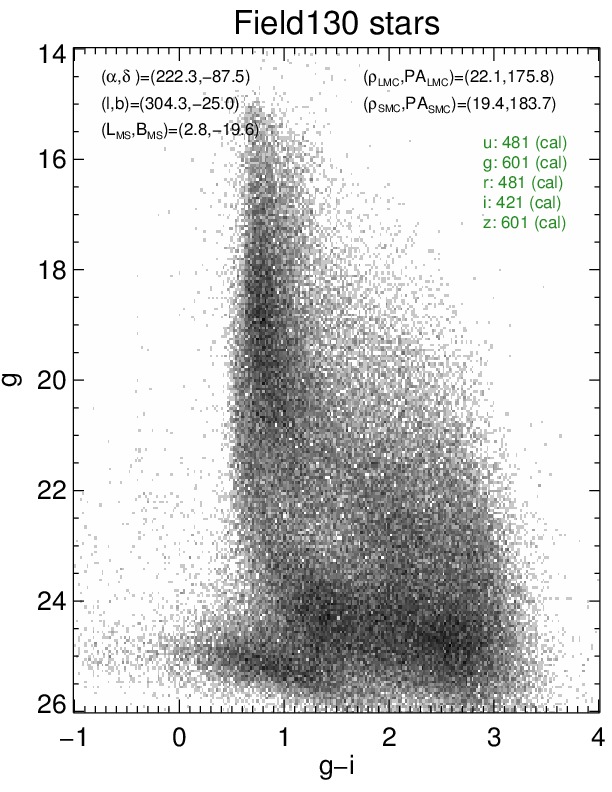 Field130 stars
(α,δ )=(222.3,−87.5)
(ρLMC,PALMC)=(22.1,175.8)
(l,b)=(304.3,−25.0)
(ρSMC,PASMC)=(19.4,183.7)
(LMS,BMS)=(2.8,−19.6)
u: 481 (cal)
g: 601 (cal)
r: 481 (cal)
i: 421 (cal)
z: 601 (cal)
14
16
18
20
22
24
26
g
−1 0 1 2 3 4
g−i